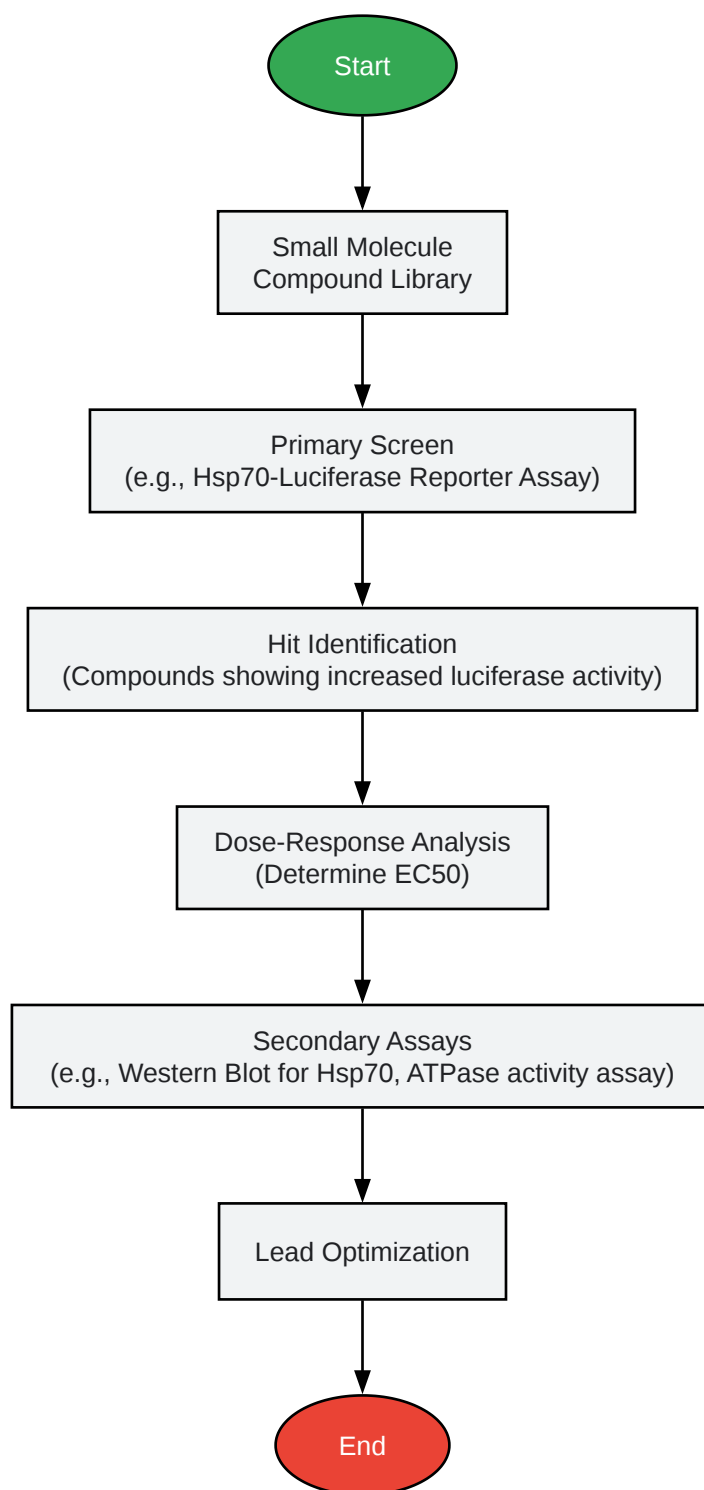 Start
Small Molecule
Compound Library
Primary Screen
(e.g., Hsp70-Luciferase Reporter Assay)
Hit Identification
(Compounds showing increased luciferase activity)
Dose-Response Analysis
(Determine EC50)
Secondary Assays
(e.g., Western Blot for Hsp70, ATPase activity assay)
Lead Optimization
End